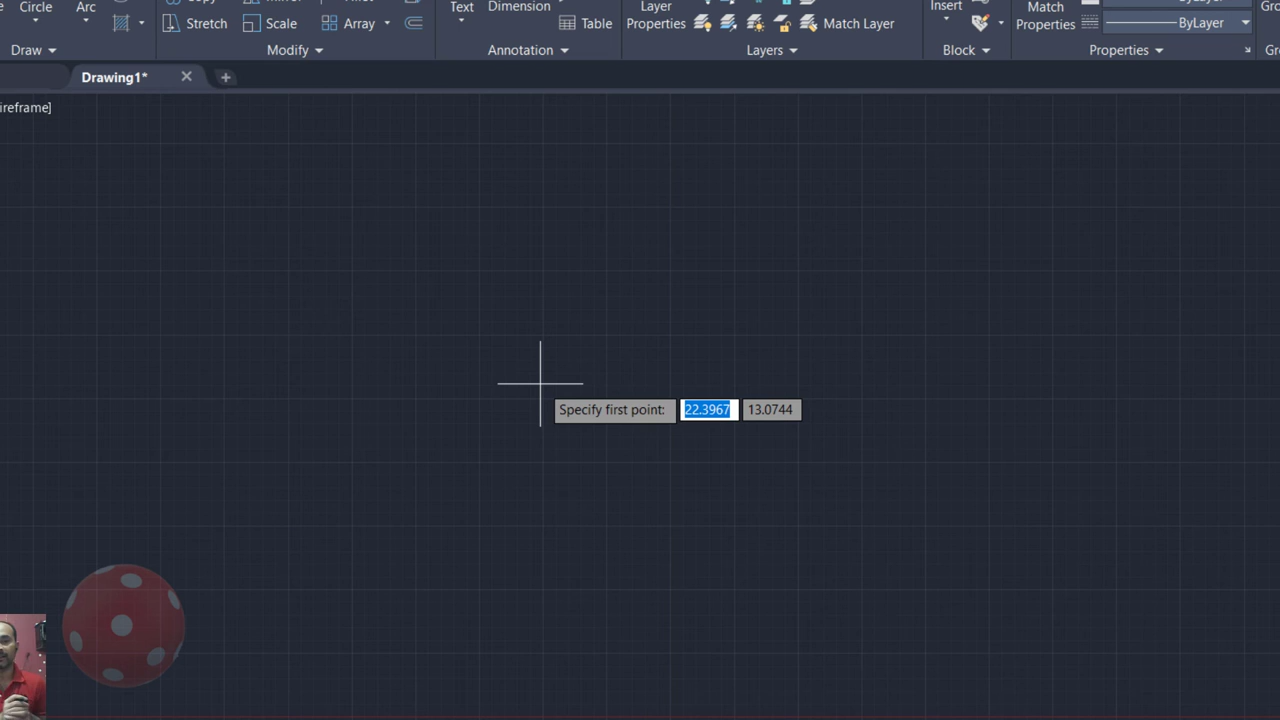 Circle Arc Text Dimension Layer Properties Insert Match Properties
Stretch Scale Array Table Match Layer ByLayer
Draw Modify Annotation Layers Block Properties
Drawing1*
ireframe]
Specify first point: 22.3967 13.0744